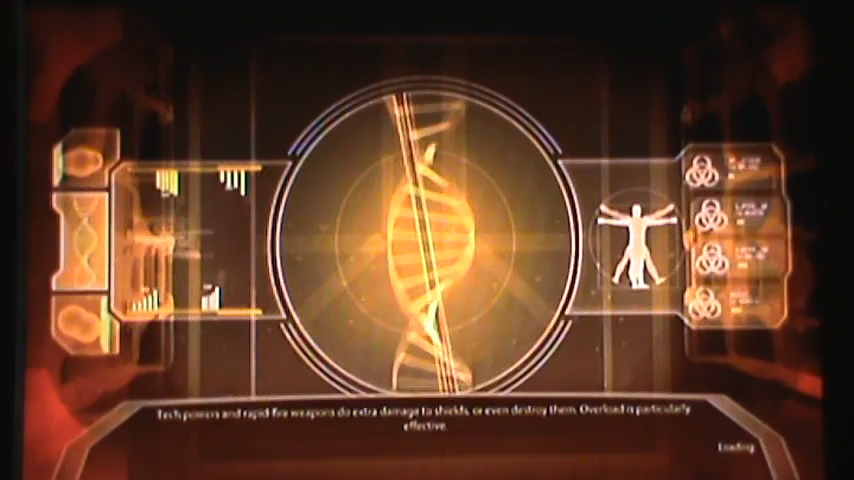 Tech powers and rapid-fire weapons do extra damage to shields, or even destroy them. Overload is particularly
effective.
Loading